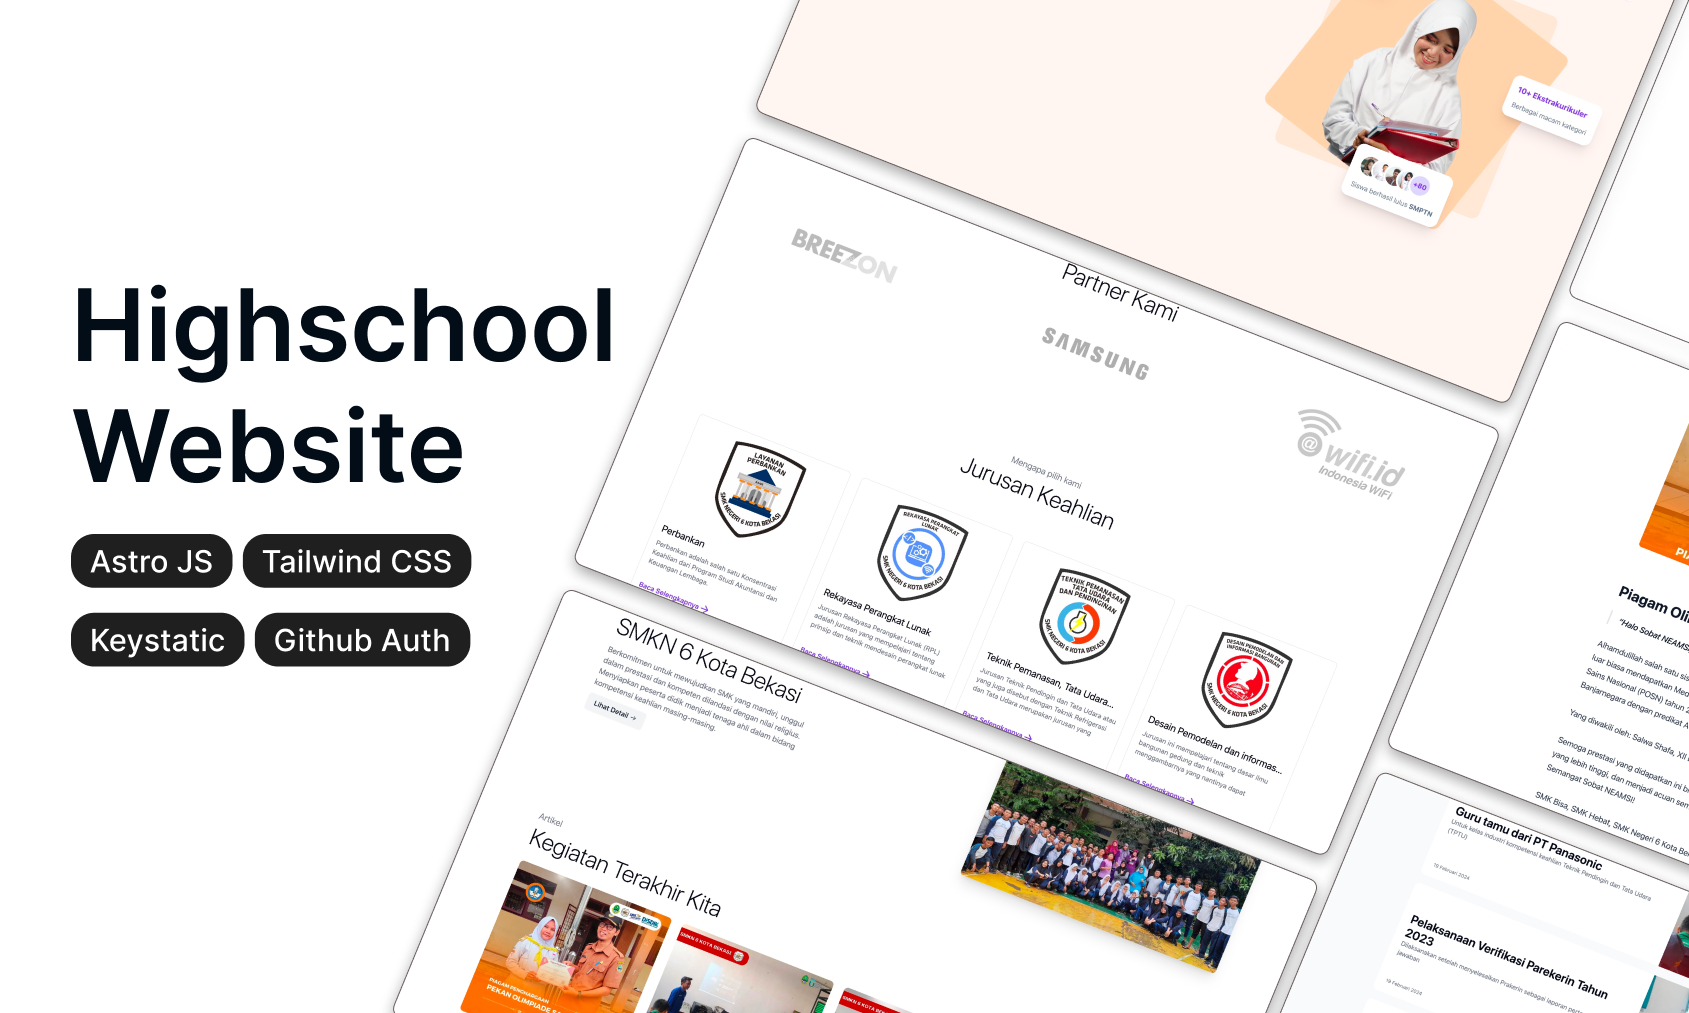 Highschool
Website
Astro JS
Tailwind CSS
Keystatic
Github Auth
10+ Ekstrakurikuler
Berbagai macam kategori
+80
Siswa berhasil lulus SMPTN
BREEZON
Partner Kami
SAMSUNG
@wifi.id
Indonesia WiFi
Mengapa pilih kami
Jurusan Keahlian
LAYANAN
PERBANKAN
SMK NEGERI 6 KOTA BEKASI
Perbankan
Perbankan adalah salah satu Konsentrasi
Keahlian dari Program Studi Akuntansi dan
Keuangan Lembaga.
Baca Selengkapnya →
REKAYASA PERANGKAT
LUNAK
SMK NEGERI 6 KOTA BEKASI
Rekayasa Perangkat Lunak
Jurusan Rekayasa Perangkat Lunak (RPL)
adalah jurusan yang mempelajari tentang
prinsip dan teknik mendesain perangkat lunak
Baca Selengkapnya →
TEKNIK PEMANASAN
TATA UDARA
DAN PENDINGIN
SMK NEGERI 6 KOTA BEKASI
Teknik Pemanasan, Tata Udara...
Jurusan Teknik Pendingin dan Tata Udara atau
yang juga disebut dengan Teknik Refrigerasi
dan Tata Udara merupakan jurusan yang
Baca Selengkapnya →
DESAIN PEMODELAN DAN
INFORMASI BANGUNAN
SMK NEGERI 6 KOTA BEKASI
Desain Pemodelan dan informas...
Jurusan ini mempelajari tentang desar ilmu
bangunan gedung dan teknik
menggambarnya yang nantinya dapat
Baca Selengkapnya →
SMKN 6 Kota Bekasi
Berkomitmen untuk mewujudkan SMK yang mandiri, unggul
dalam prestasi dan kompeten dilandasi dengan nilai religius.
Menyiapkan peserta didik menjadi tenaga ahli dalam bidang
kompetensi keahlian masing-masing.
Lihat Detail →
Artikel
Kegiatan Terakhir Kita
PIAGAM PENGHARGAAN
PEKAN OLIMPIADE
SMKN 6 KOTA BEKASI
Piagam Oli
"Halo Sobat NEAMS
Alhamdulillah salah satu sis
luar biasa mendapatkan Med
Sains Nasional (POSN) tahun 2
Banjarnegara dengan predikat A
Yang diwakili oleh: Salwa Shafa, XII
Semoga prestasi yang didapatkan ini b
yang lebih tinggi, dan menjadi acuan sem
Semangat Sobat NEAMSI!
SMK Bisa, SMK Hebat, SMK Negeri 6 Kota Be
Guru tamu dari PT Panasonic
Untuk kelas industri kompetensi keahlian Teknik Pendingin dan Tata Udara
(TPTU)
19 Februari 2024
Pelaksanaan Verifikasi Parekerin Tahun
2023
Dilaksanakan setelah menyelesaikan Prakerin sebagai laporan
jawaban
19 Februari 2024